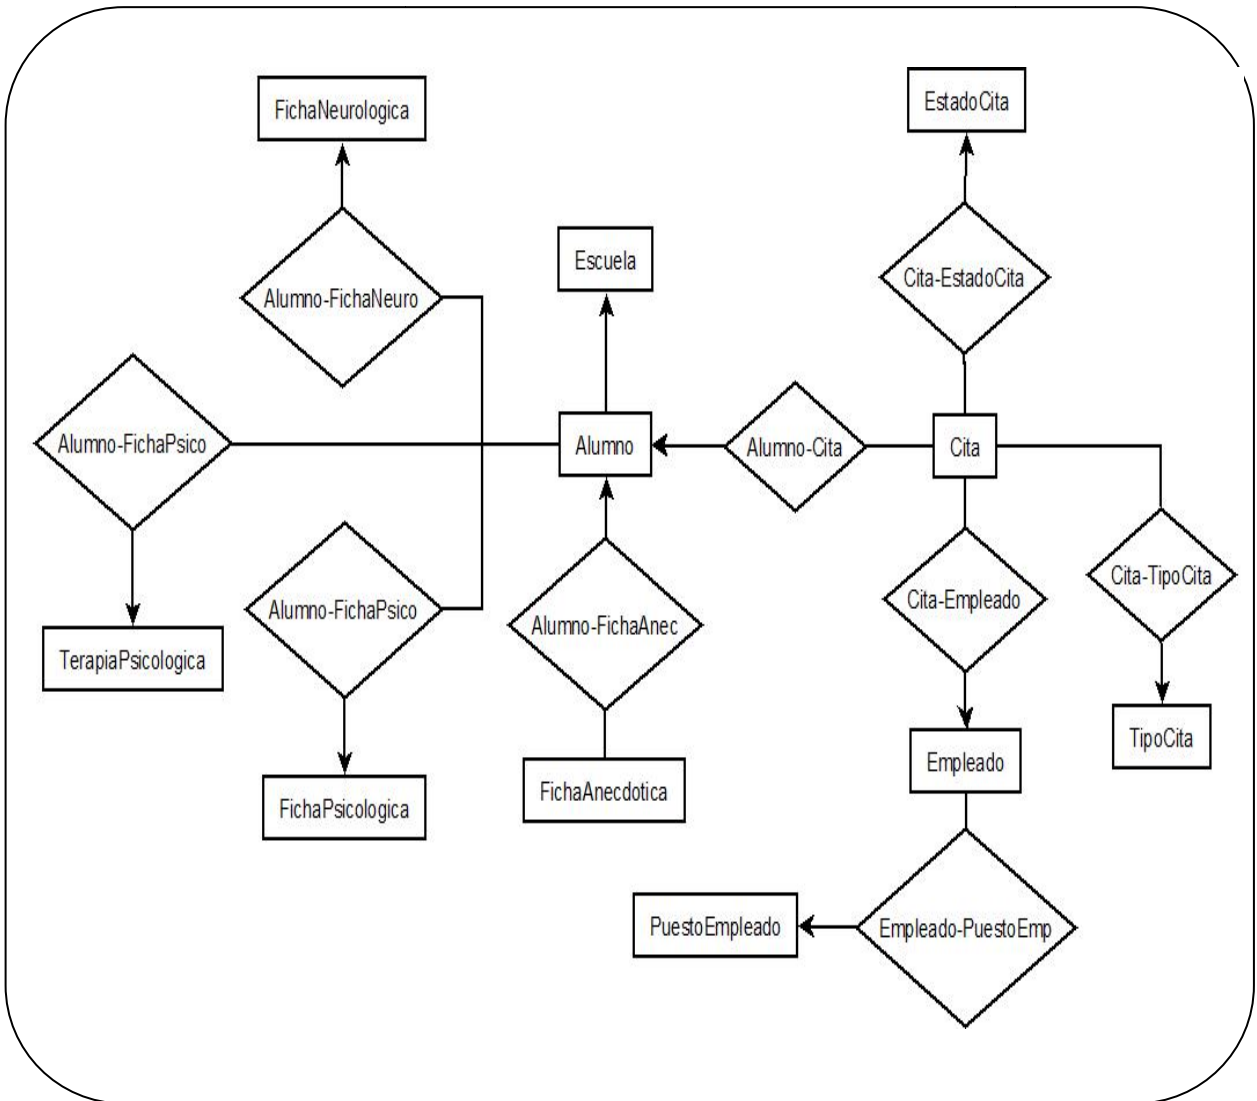 EstadoCita
FichaNeurologica
Escuela
Cita-EstadoCita
Alumno-FichaNeuro
Alumno-FichaPsico
Alumno
Alumno-Cita
Cita
Cita-TipoCita
Cita-Empleado
Alumno-FichaPsico
Alumno-FichaAnec
TerapiaPsicologica
TipoCita
Empleado
FichaAnecdotica
FichaPsicologica
PuestoEmpleado
Empleado-PuestoEmp